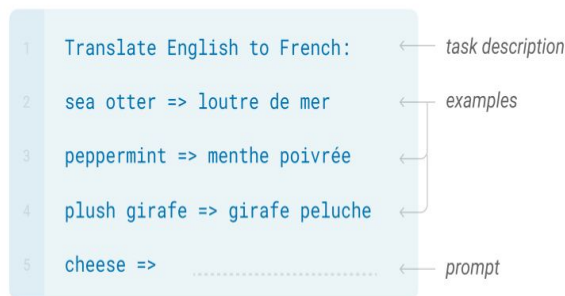 1 Translate English to French: task description
2 sea otter => loutre de mer examples
3 peppermint => menthe poivrée
4 plush girafe => girafe peluche
5 cheese => .................... prompt